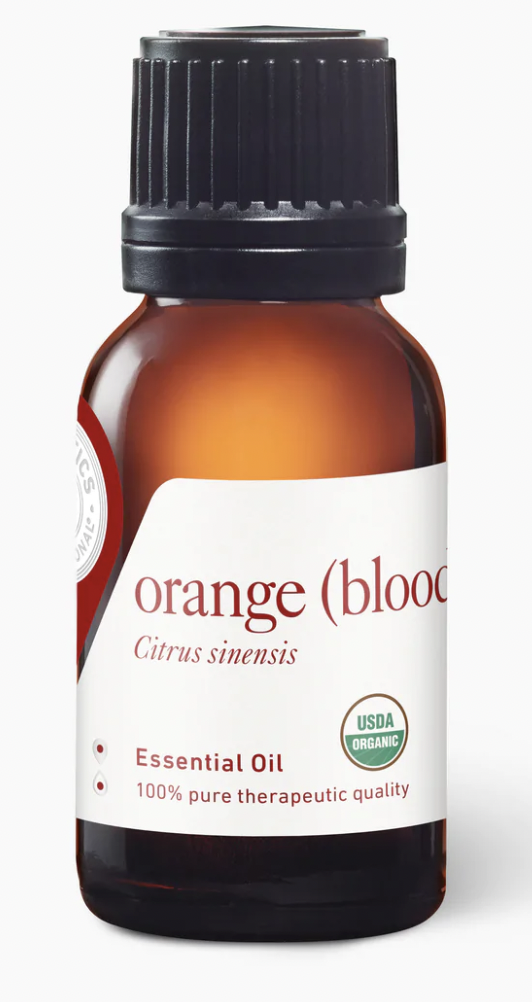 orange (blood
Citrus sinensis
USDA
ORGANIC
Essential Oil
100% pure therapeutic quality